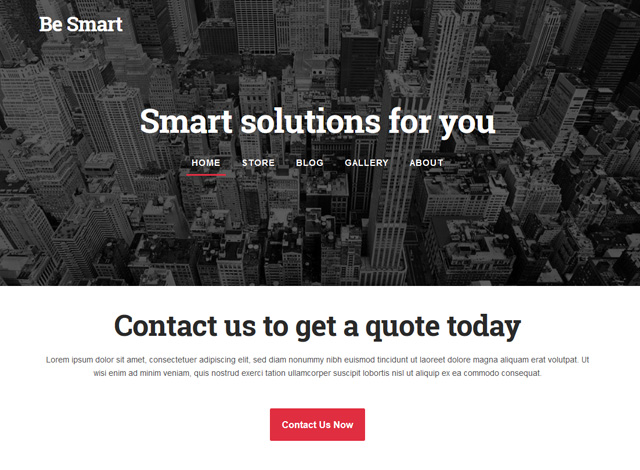 Be Smart
Smart solutions for you
HOME STORE BLOG GALLERY ABOUT
Contact us to get a quote today
Lorem ipsum dolor sit amet, consectetuer adipiscing elit, sed diam nonummy nibh euismod tincidunt ut laoreet dolore magna aliquam erat volutpat. Ut
wisi enim ad minim veniam, quis nostrud exerci tation ullamcorper suscipit lobortis nisl ut aliquip ex ea commodo consequat.
Contact Us Now